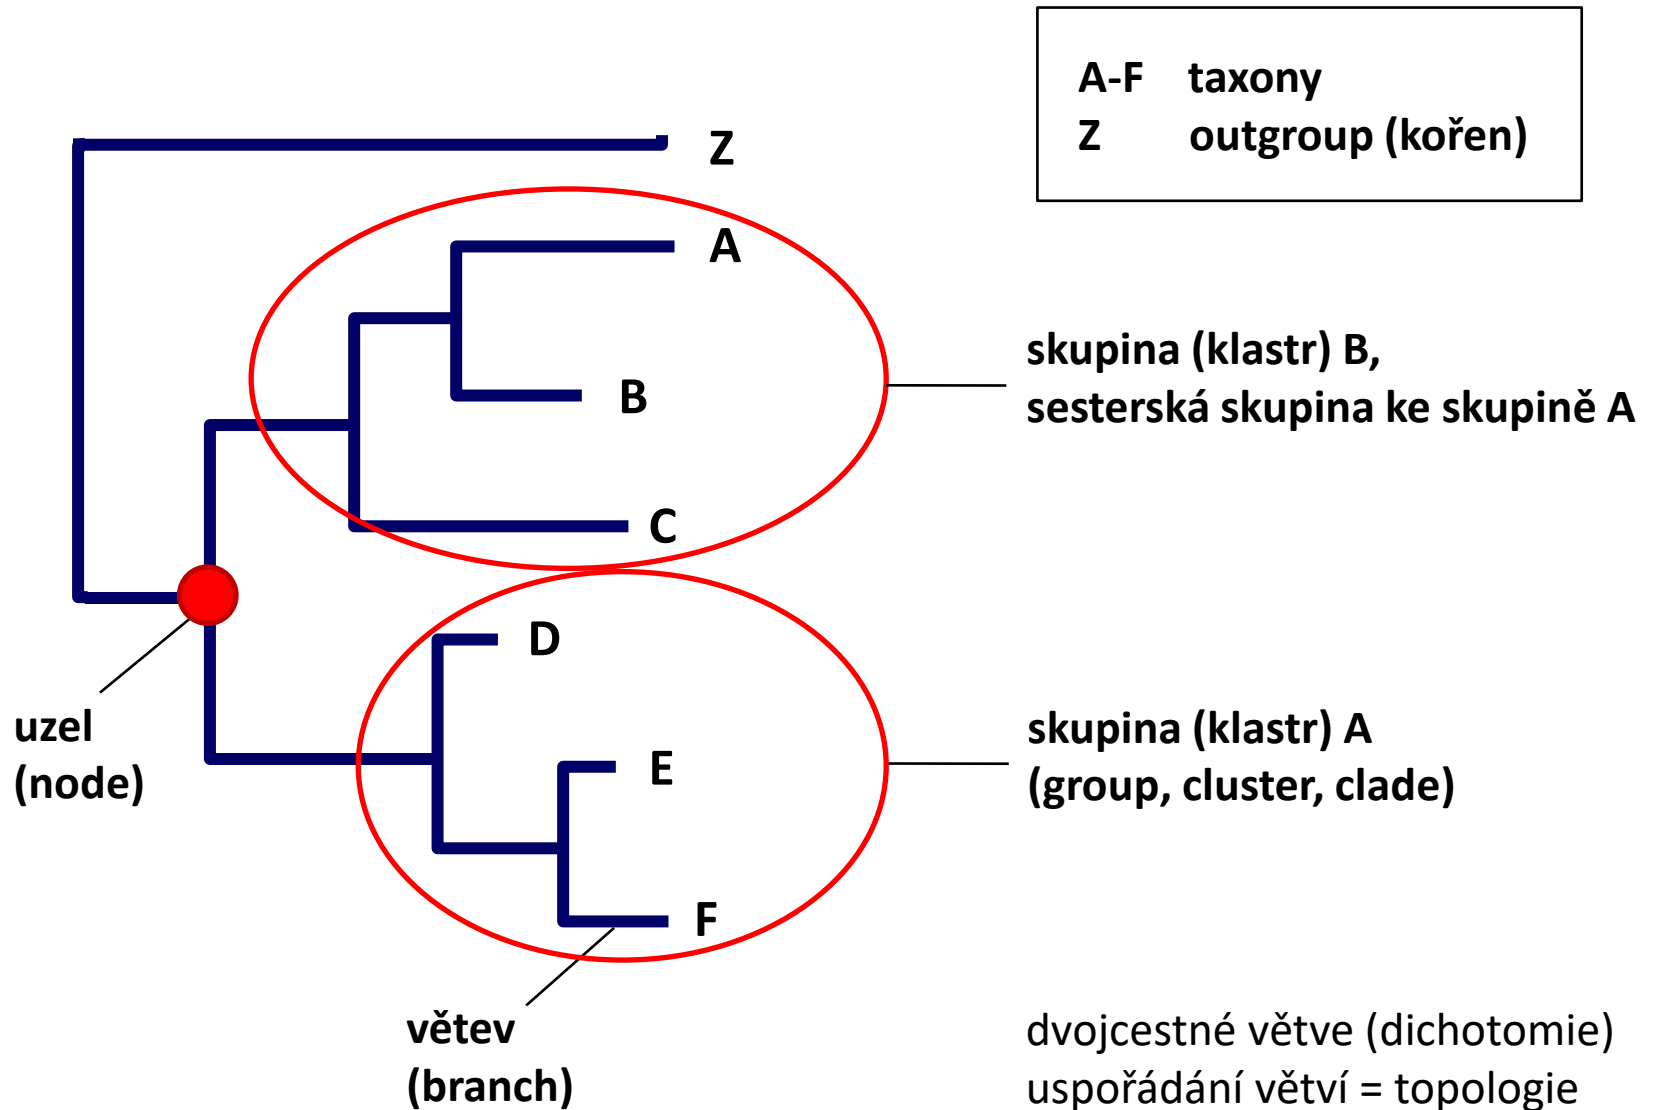 A-F taxony
Z outgroup (kořen)
Z
A
skupina (klastr) B,
sesterská skupina ke skupině A
B
C
D
uzel
(node)
E
skupina (klastr) A
(group, cluster, clade)
F
větev
(branch)
dvojcestné větve (dichotomie)
uspořádání větví = topologie